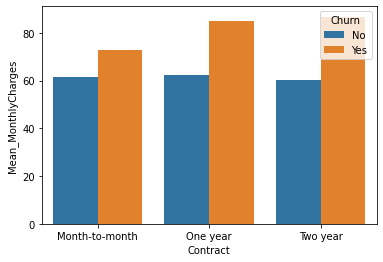 Churn
No
Yes
80
60
40
20
0
Mean_MonthlyCharges
Month-to-month
One year
Two year
Contract